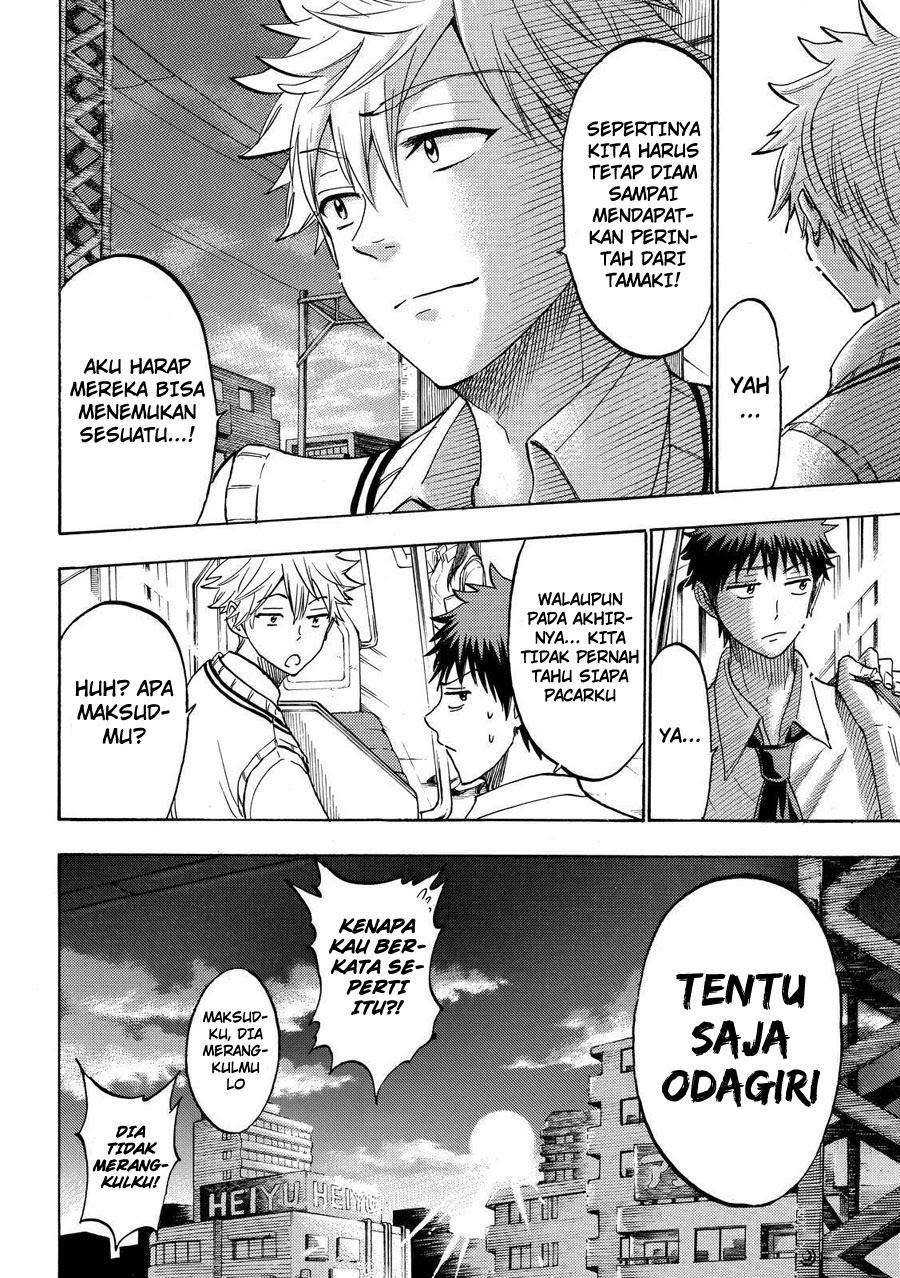 YAH
...
SEPERTINYA
KITA HARUS
TETAP DIAM
SAMPAI
MENDAPAT-
KAN PERIN-
TAH DARI
TAMAKI!
AKU HARAP
MEREKA BISA
MENEMUKAN
SESUATU...!
YA...
WALAUPUN
PADA AKHIR-
NYA... KITA
TIDAK PERNAH
TAHU SIAPA
PACARKU
HUH? APA
MAKSUD-
MU?
TENTU
SAJA
ODAGIRI
KENAPA
KAU BER-
KATA SE-
PERTI
ITU?!
MAKSUD-
KU, DIA
MERANG-
KULMU
LO
DIA
TIDAK
MERANG-
KULKU!
HEIYU HEIYU